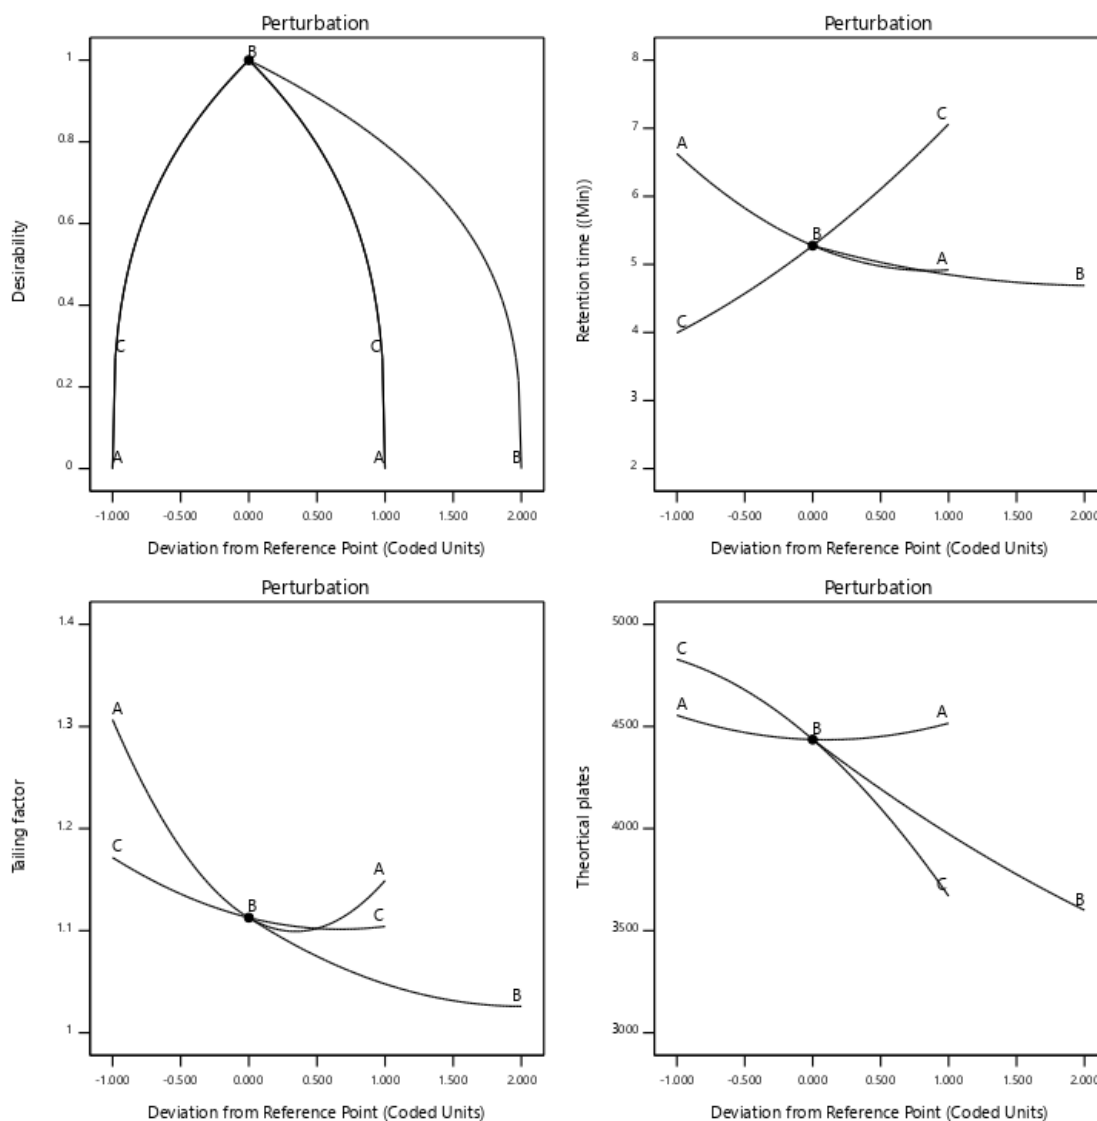 Perturbation
B
1
0.8
0.6
0.4
0.2
0
C
C
A
A
B
-1.000 -0.500 0.000 0.500 1.000 1.500 2.000
Desirability
Deviation from Reference Point (Coded Units)
Perturbation
8
7
6
5
4
3
2
A
C
B
A
B
C
-1.000 -0.500 0.000 0.500 1.000 1.500 2.000
Retention time ((Min))
Deviation from Reference Point (Coded Units)
Perturbation
1.4
1.3
1.2
1.1
1
A
C
B
A
C
B
-1.000 -0.500 0.000 0.500 1.000 1.500 2.000
Tailing factor
Deviation from Reference Point (Coded Units)
Perturbation
5000
4500
4000
3500
3000
C
A
B
A
C
B
-1.000 -0.500 0.000 0.500 1.000 1.500 2.000
Theortical plates
Deviation from Reference Point (Coded Units)